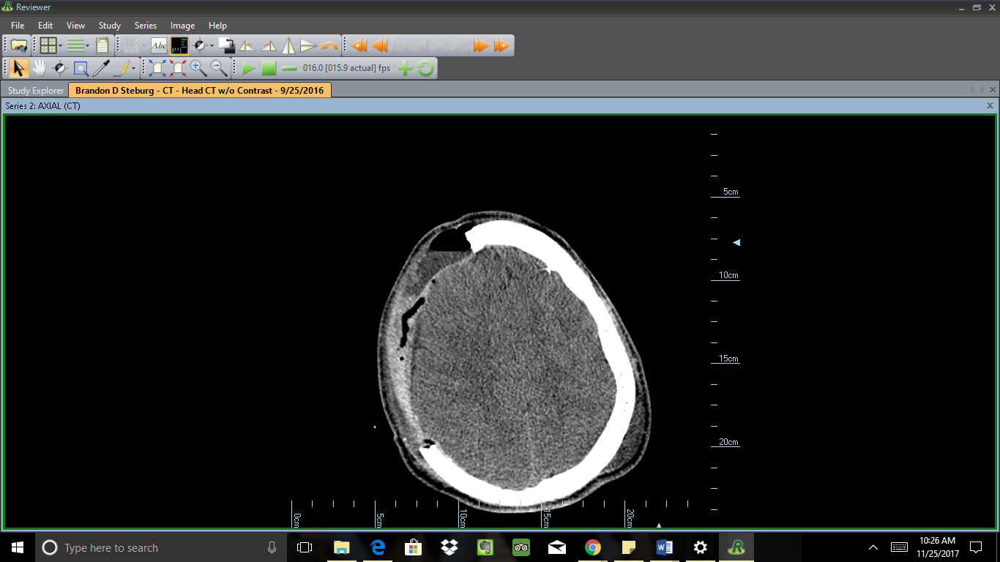 Reviewer
File Edit View Study Series Image Help
Abc
016.0 [015.9 actual] fps
Study Explorer Brandon D Steburg - CT - Head CT w/o Contrast - 9/25/2016
Series 2: AXIAL (CT)
5cm
10cm
15cm
20cm
0cm 5cm 10cm 15cm 20cm
Type here to search
10:26 AM
11/25/2017